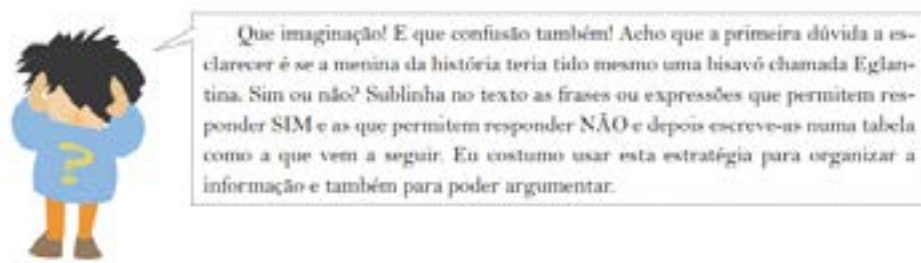 Que imaginação! E que confusão também! Acho que a primeira dúvida a es-
clarecer é se a menina da história teria tido mesmo uma bisavó chamada Eglan-
tina. Sim ou não? Sublinha no texto as frases ou expressões que permitem res-
ponder SIM e as que permitem responder NÃO e depois escreve-as numa tabela
como a que vem a seguir. Eu costumo usar esta estratégia para organizar a
informação e também para poder argumentar.
?